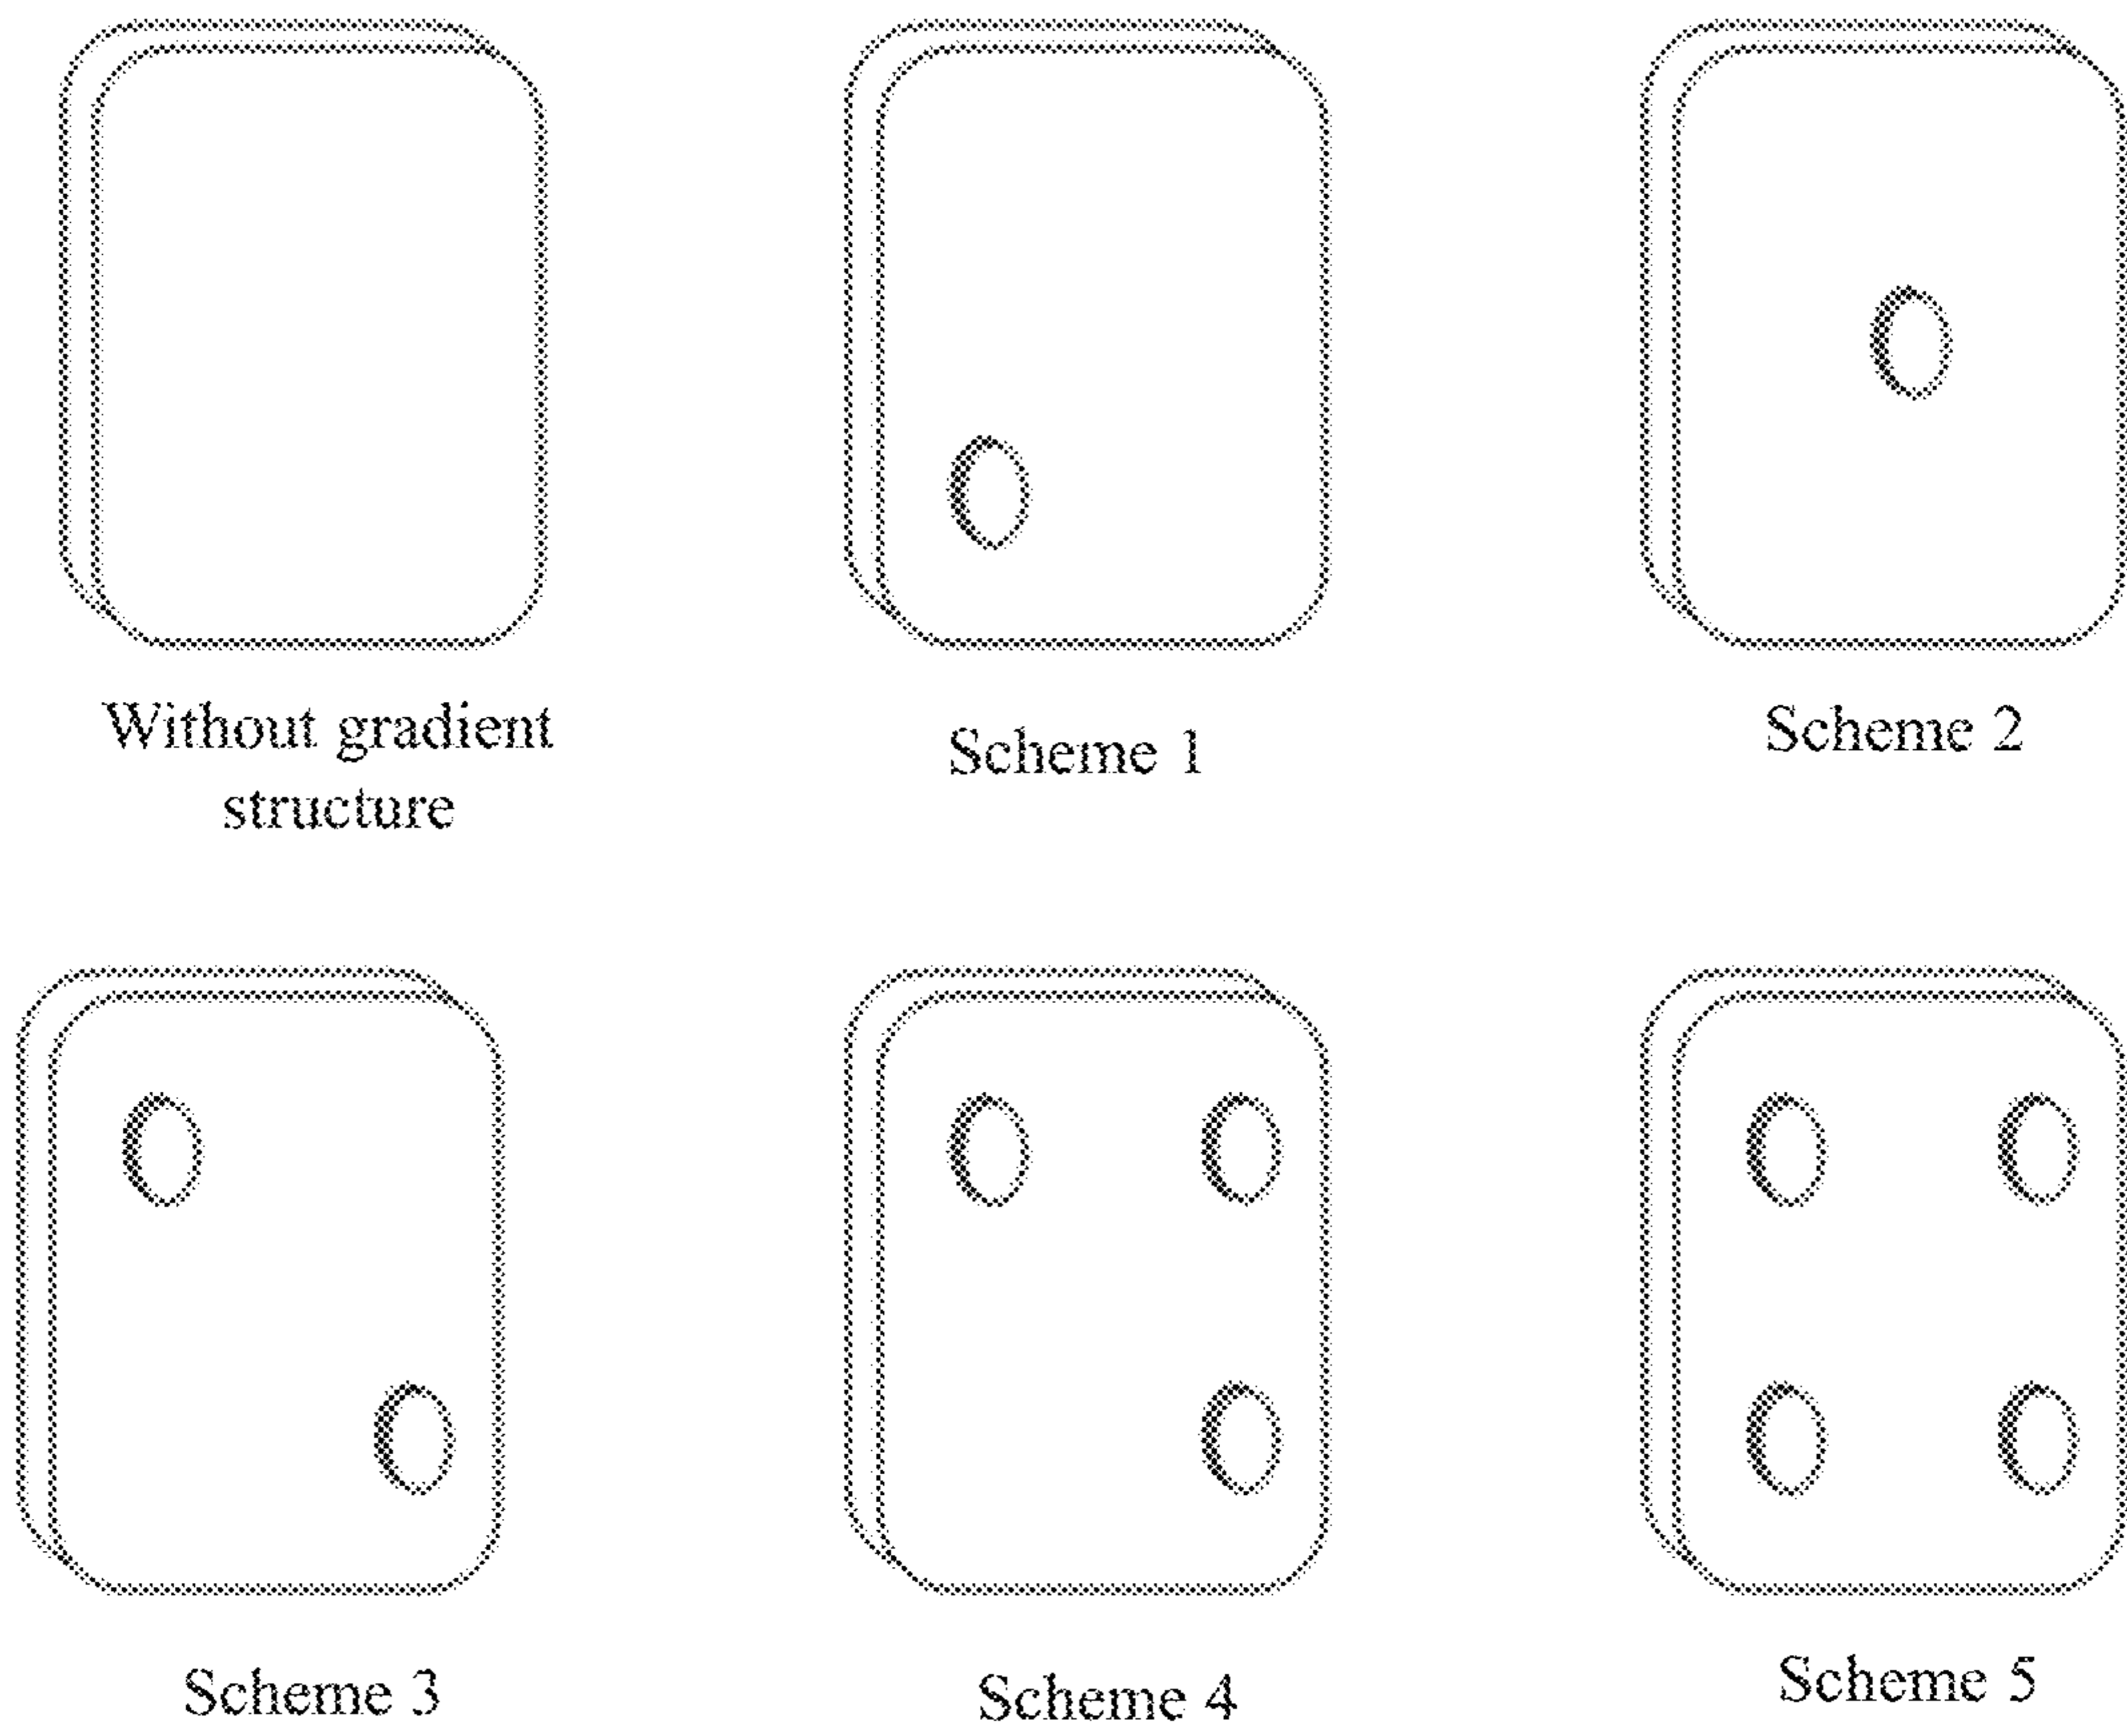 Without gradient
structure
Scheme 1
Scheme 2
Scheme 3
Scheme 4
Scheme 5